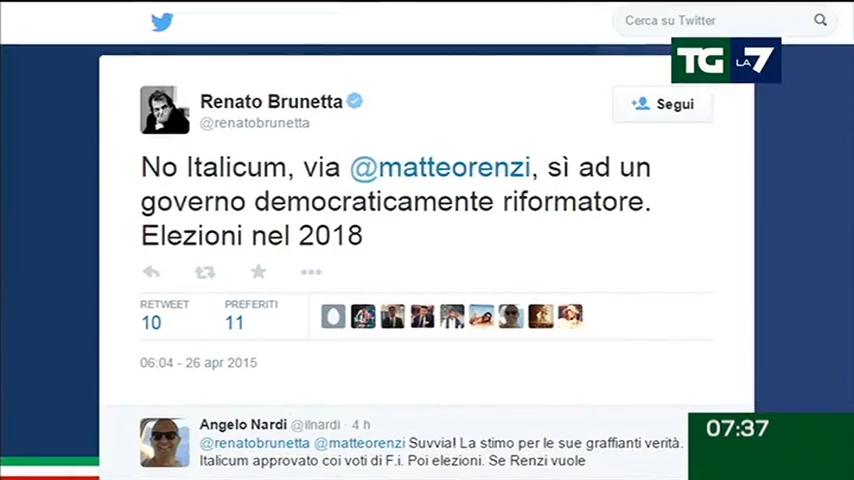 Cerca su Twitter
TG LA 7
Renato Brunetta
@renatobrunetta
Segui
No Italicum, via @matteorenzi, sì ad un
governo democraticamente riformatore.
Elezioni nel 2018
RETWEET
PREFERITI
10
11
06:04 - 26 apr 2015
Angelo Nardi @ilnardi · 4 h
@renatobrunetta @matteorenzi Suvvia! La stimo per le sue graffianti verità.
Italicum approvato coi voti di F.i. Poi elezioni. Se Renzi vuole
07:37